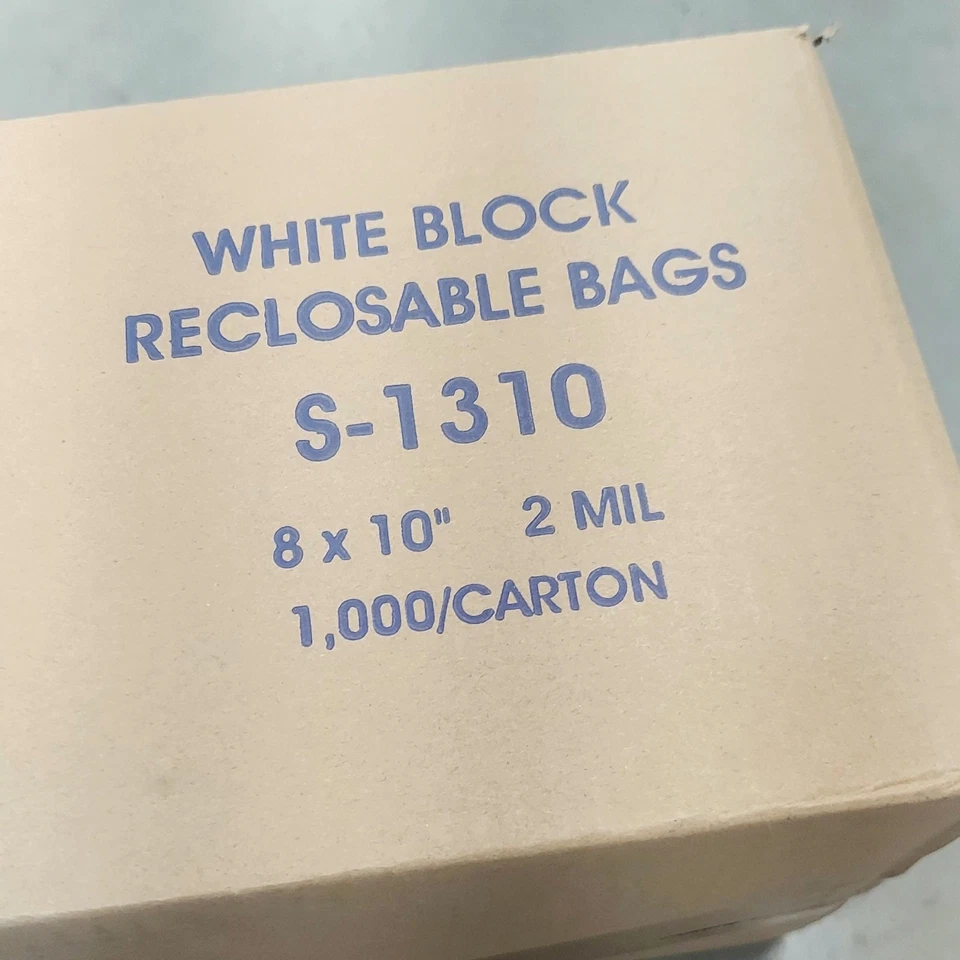 WHITE BLOCK
RECLOSABLE BAGS
S-1310
8 x 10" 2 MIL
1,000/CARTON